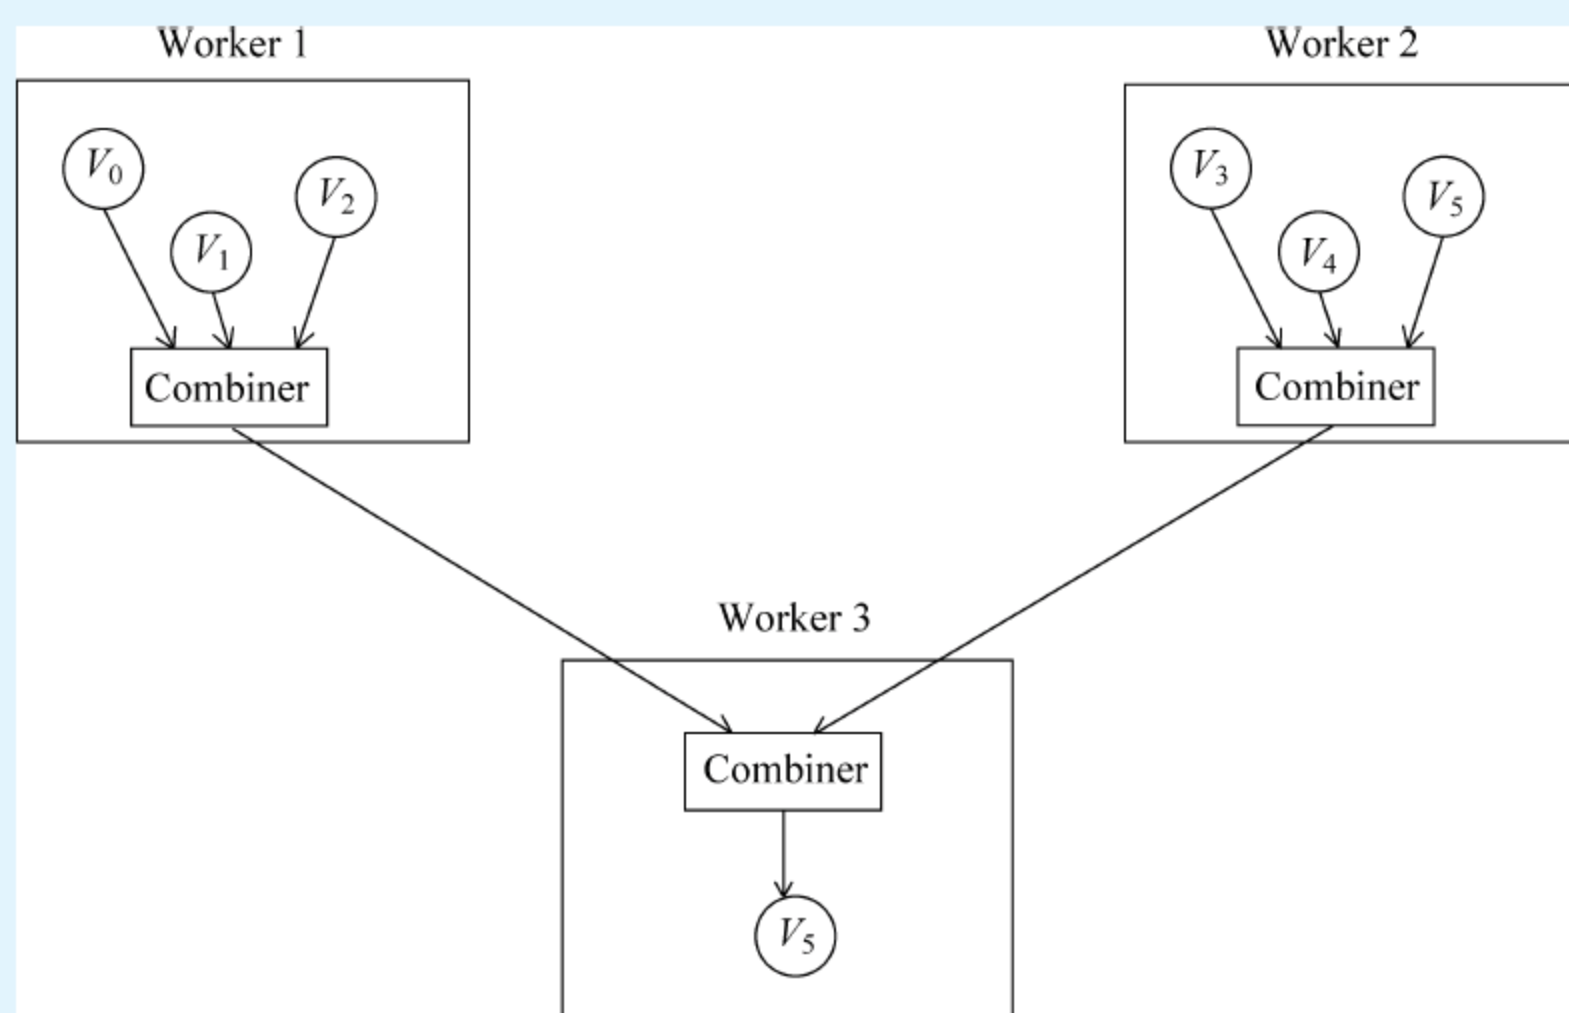 Worker 1
Worker 2
V0
V1
V2
V3
V4
V5
Combiner
Combiner
Worker 3
Combiner
V5